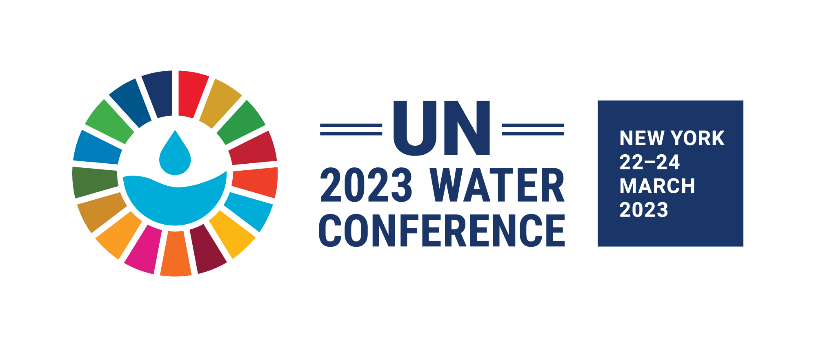 UN
2023 WATER
CONFERENCE
NEW YORK
22–24
MARCH
2023